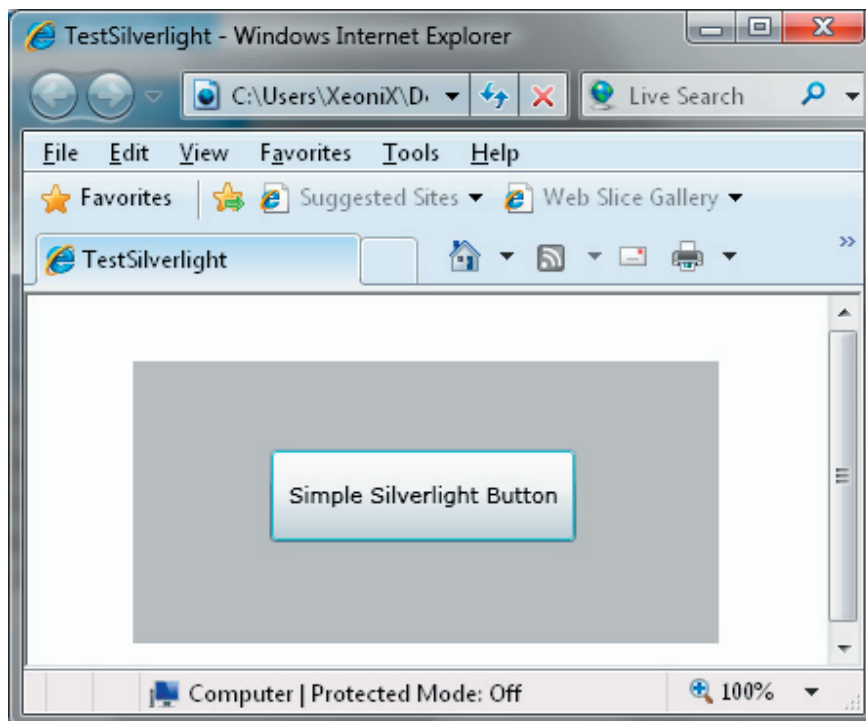 TestSilverlight - Windows Internet Explorer
C:\Users\XeoniX\D
Live Search
File Edit View Favorites Tools Help
Favorites Suggested Sites Web Slice Gallery
TestSilverlight
Simple Silverlight Button
Computer | Protected Mode: Off 100%